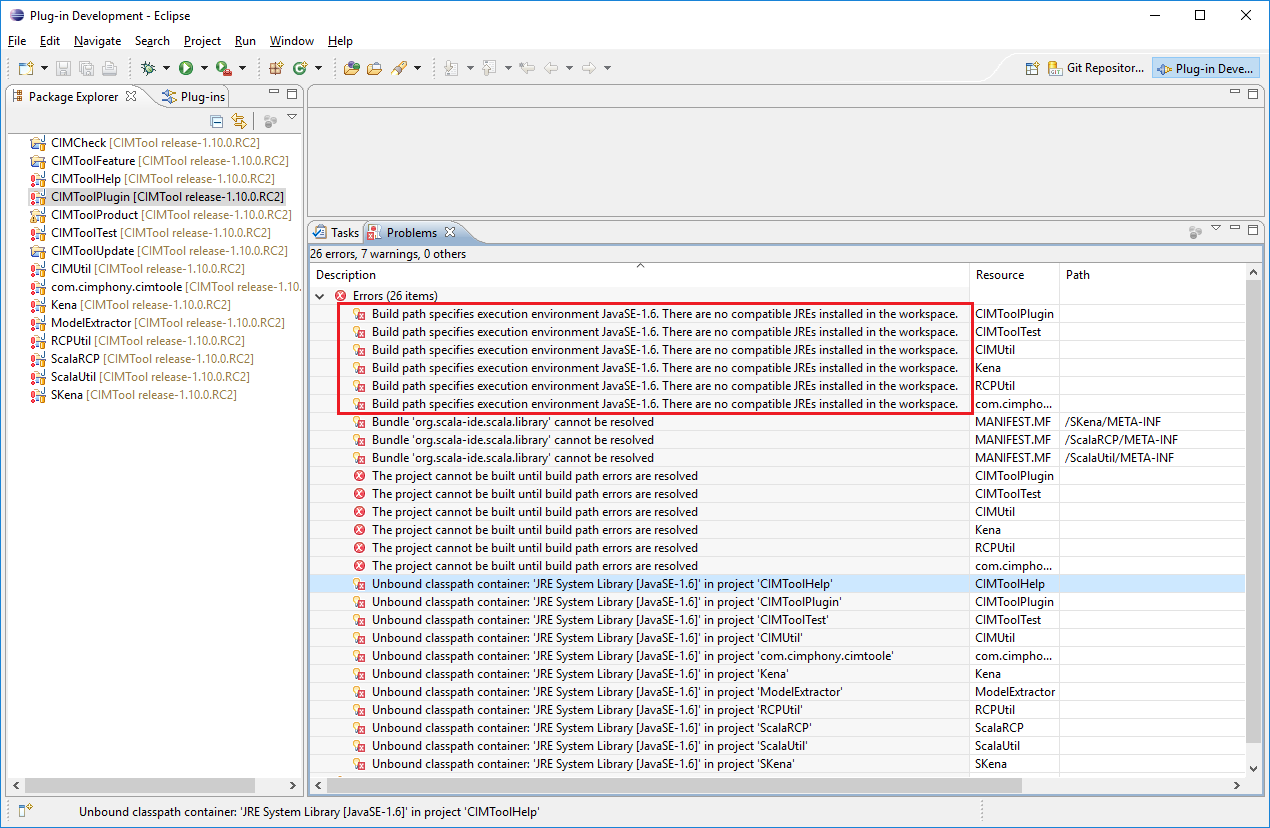 Plug-in Development - Eclipse
File Edit Navigate Search Project Run Window Help
GIT Git Repositor... Plug-in Deve...
Package Explorer Plug-ins
CIMCheck [CIMTool release-1.10.0.RC2]
CIMToolFeature [CIMTool release-1.10.0.RC2]
CIMToolHelp [CIMTool release-1.10.0.RC2]
CIMToolPlugin [CIMTool release-1.10.0.RC2]
CIMToolProduct [CIMTool release-1.10.0.RC2]
CIMToolTest [CIMTool release-1.10.0.RC2]
CIMToolUpdate [CIMTool release-1.10.0.RC2]
CIMUtil [CIMTool release-1.10.0.RC2]
com.cimphony.cimtoole [CIMTool release-1.10.
Kena [CIMTool release-1.10.0.RC2]
ModelExtractor [CIMTool release-1.10.0.RC2]
RCPUtil [CIMTool release-1.10.0.RC2]
ScalaRCP [CIMTool release-1.10.0.RC2]
ScalaUtil [CIMTool release-1.10.0.RC2]
SKena [CIMTool release-1.10.0.RC2]
Tasks Problems
26 errors, 7 warnings, 0 others
Description Resource Path
Errors (26 items)
Build path specifies execution environment JavaSE-1.6. There are no compatible JREs installed in the workspace. CIMToolPlugin
Build path specifies execution environment JavaSE-1.6. There are no compatible JREs installed in the workspace. CIMToolTest
Build path specifies execution environment JavaSE-1.6. There are no compatible JREs installed in the workspace. CIMUtil
Build path specifies execution environment JavaSE-1.6. There are no compatible JREs installed in the workspace. Kena
Build path specifies execution environment JavaSE-1.6. There are no compatible JREs installed in the workspace. RCPUtil
Build path specifies execution environment JavaSE-1.6. There are no compatible JREs installed in the workspace. com.cimpho...
Bundle 'org.scala-ide.scala.library' cannot be resolved MANIFEST.MF /SKena/META-INF
Bundle 'org.scala-ide.scala.library' cannot be resolved MANIFEST.MF /ScalaRCP/META-INF
Bundle 'org.scala-ide.scala.library' cannot be resolved MANIFEST.MF /ScalaUtil/META-INF
The project cannot be built until build path errors are resolved CIMToolPlugin
The project cannot be built until build path errors are resolved CIMToolTest
The project cannot be built until build path errors are resolved CIMUtil
The project cannot be built until build path errors are resolved Kena
The project cannot be built until build path errors are resolved RCPUtil
The project cannot be built until build path errors are resolved com.cimpho...
Unbound classpath container: 'JRE System Library [JavaSE-1.6]' in project 'CIMToolHelp' CIMToolHelp
Unbound classpath container: 'JRE System Library [JavaSE-1.6]' in project 'CIMToolPlugin' CIMToolPlugin
Unbound classpath container: 'JRE System Library [JavaSE-1.6]' in project 'CIMToolTest' CIMToolTest
Unbound classpath container: 'JRE System Library [JavaSE-1.6]' in project 'CIMUtil' CIMUtil
Unbound classpath container: 'JRE System Library [JavaSE-1.6]' in project 'com.cimphony.cimtoole' com.cimpho...
Unbound classpath container: 'JRE System Library [JavaSE-1.6]' in project 'Kena' Kena
Unbound classpath container: 'JRE System Library [JavaSE-1.6]' in project 'ModelExtractor' ModelExtractor
Unbound classpath container: 'JRE System Library [JavaSE-1.6]' in project 'RCPUtil' RCPUtil
Unbound classpath container: 'JRE System Library [JavaSE-1.6]' in project 'ScalaRCP' ScalaRCP
Unbound classpath container: 'JRE System Library [JavaSE-1.6]' in project 'ScalaUtil' ScalaUtil
Unbound classpath container: 'JRE System Library [JavaSE-1.6]' in project 'SKena' SKena
Unbound classpath container: 'JRE System Library [JavaSE-1.6]' in project 'CIMToolHelp'